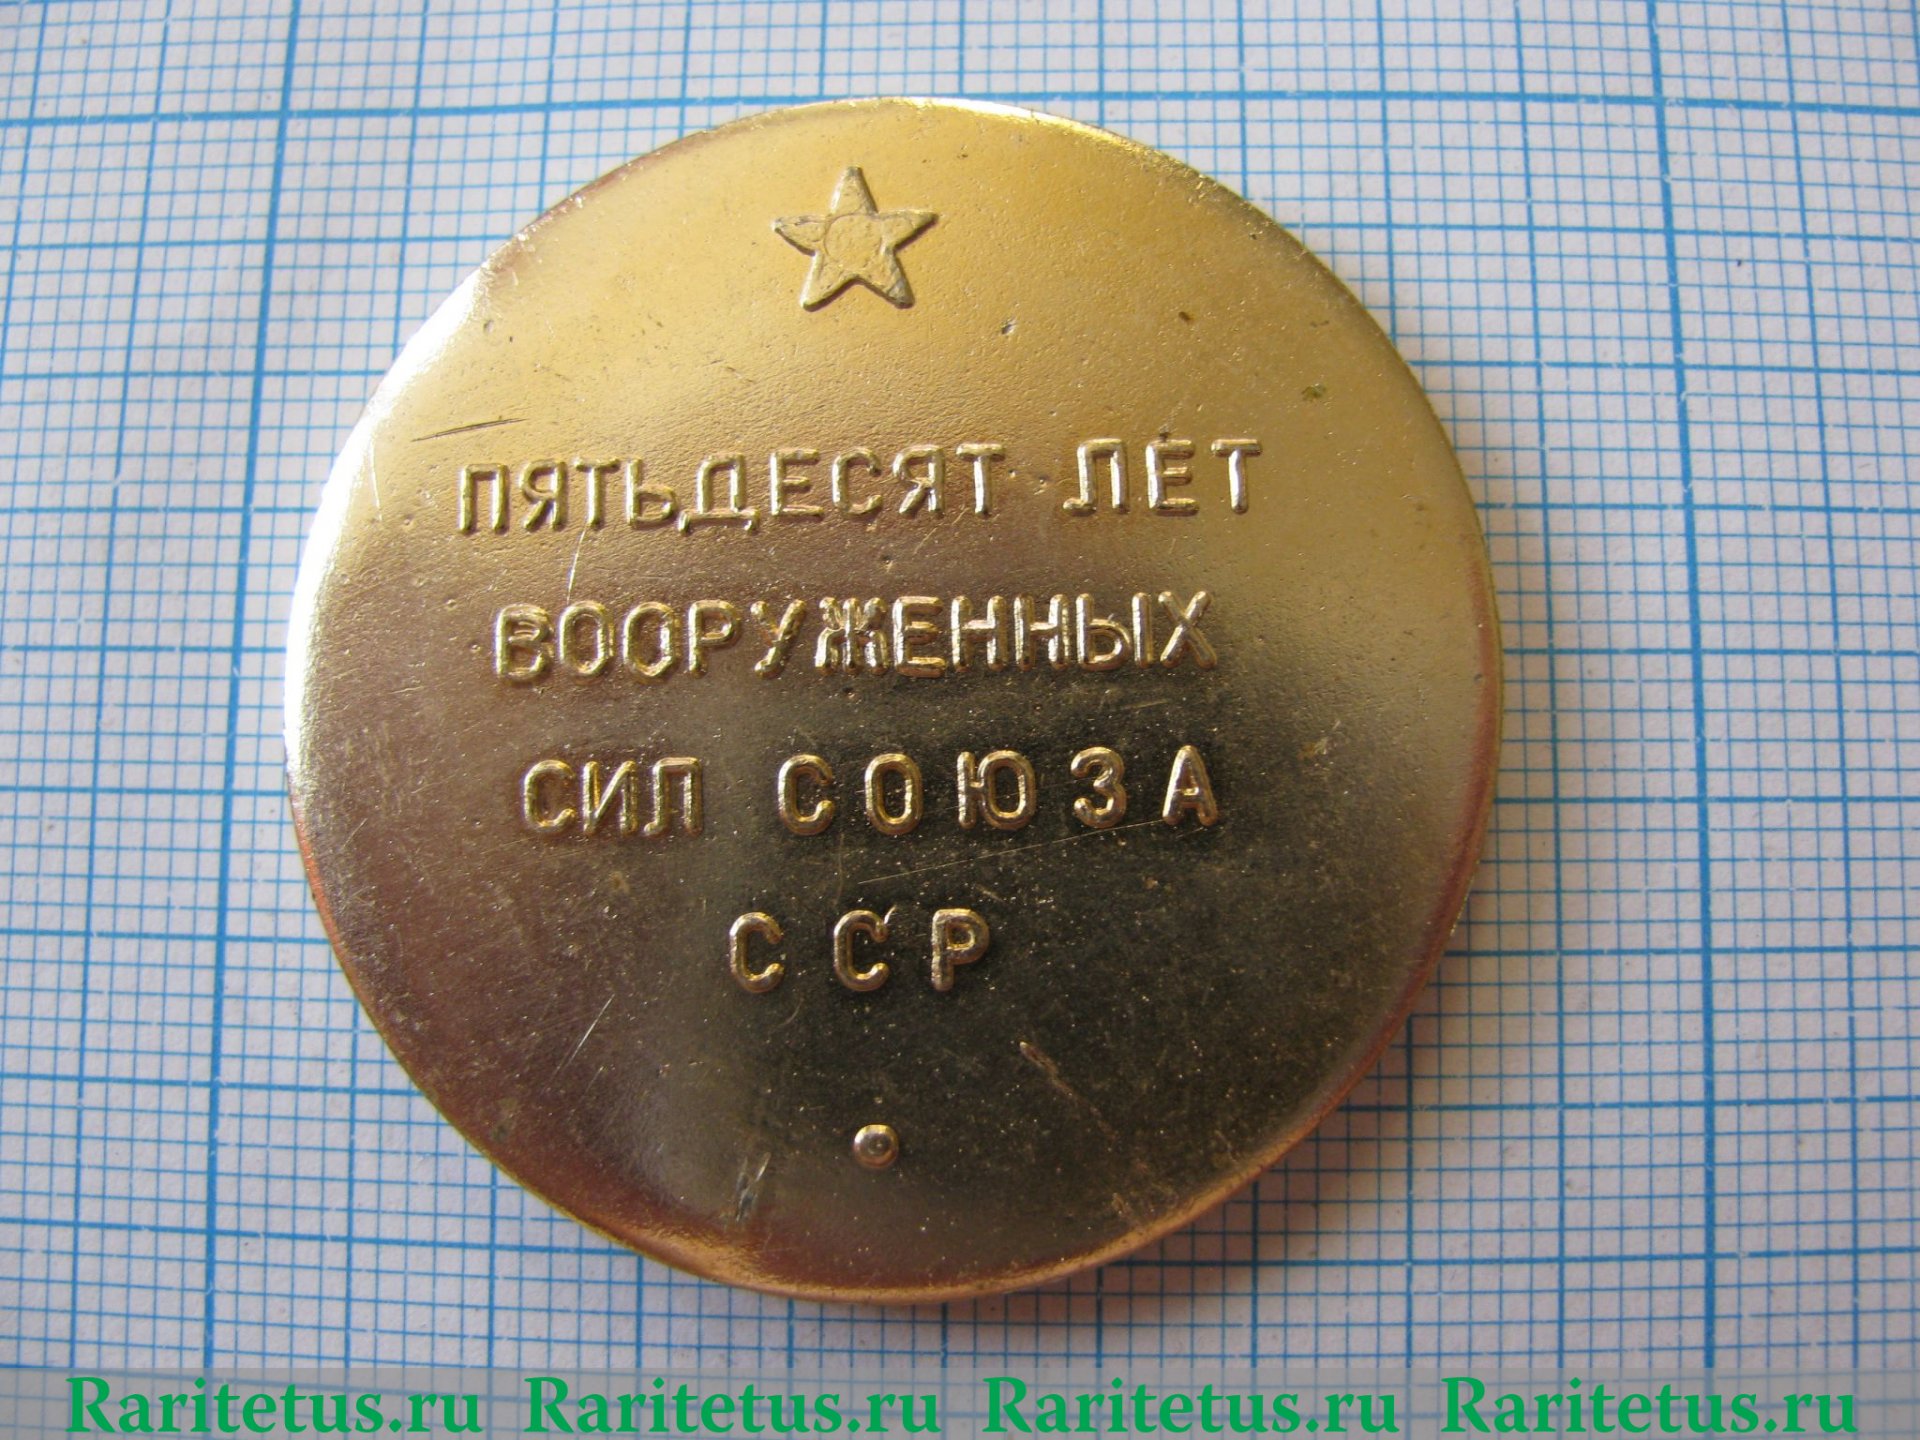 ПЯТЬДЕСЯТ ЛЕТ
ВООРУЖЕННЫХ
СИЛ СОЮЗА
ССР
Raritetus.ru Raritetus.ru Raritetus.ru Raritetus.ru